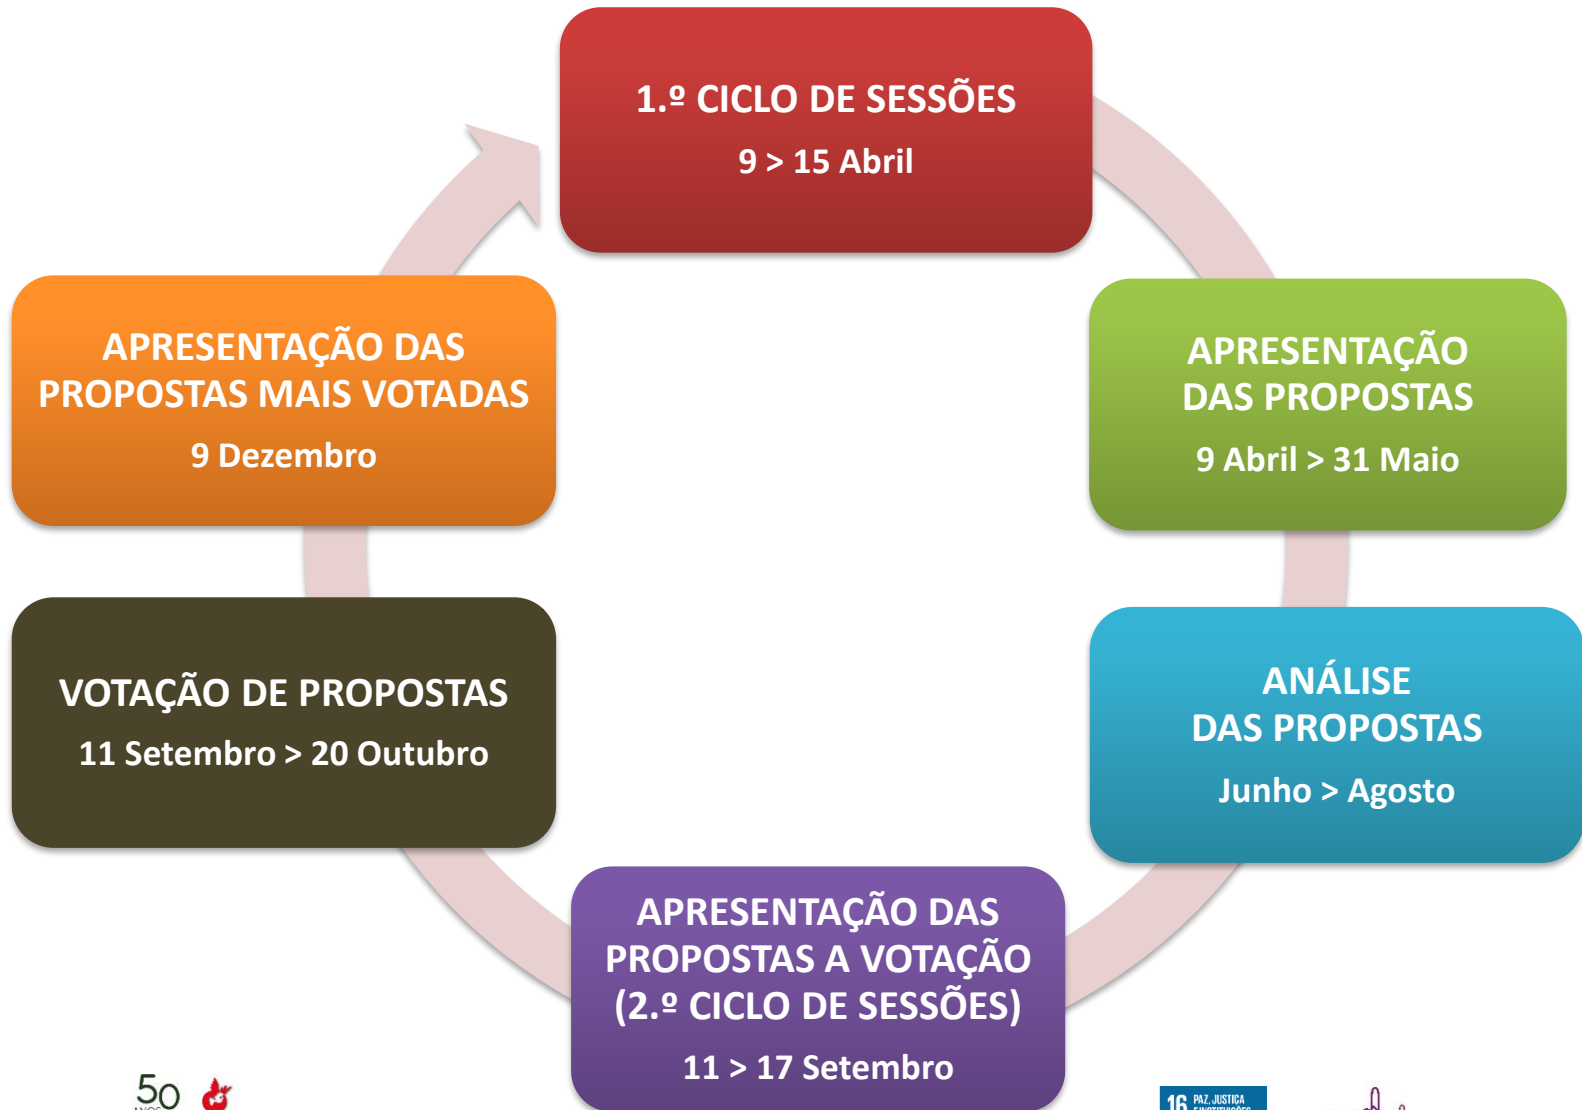 1.º CICLO DE SESSÕES
9 > 15 Abril
APRESENTAÇÃO
DAS PROPOSTAS
9 Abril > 31 Maio
ANÁLISE
DAS PROPOSTAS
Junho > Agosto
APRESENTAÇÃO DAS
PROPOSTAS A VOTAÇÃO
(2.º CICLO DE SESSÕES)
11 > 17 Setembro
VOTAÇÃO DE PROPOSTAS
11 Setembro > 20 Outubro
APRESENTAÇÃO DAS
PROPOSTAS MAIS VOTADAS
9 Dezembro
50
ANOS
16 PAZ, JUSTIÇA